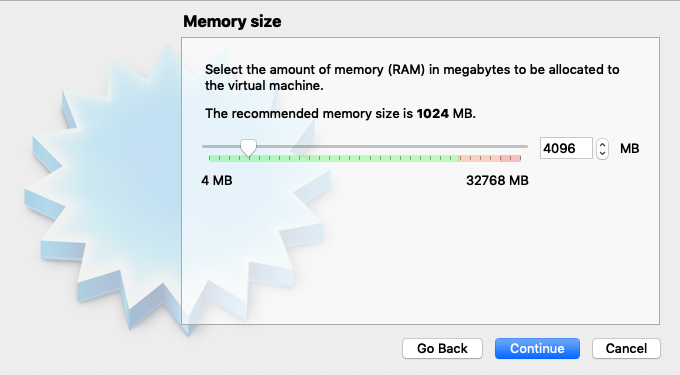 Memory size
Select the amount of memory (RAM) in megabytes to be allocated to
the virtual machine.
The recommended memory size is 1024 MB.
4096 MB
4 MB 32768 MB
Go Back Continue Cancel